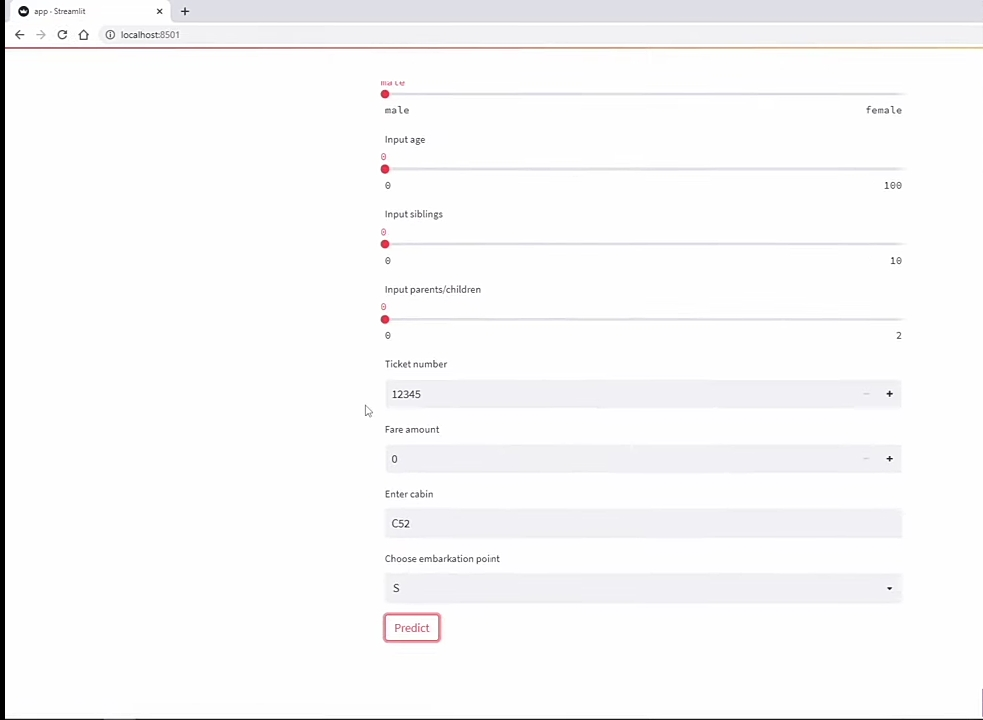 app · Streamlit
localhost:8501
male
male female
Input age
0
0 100
Input siblings
0
0 10
Input parents/children
0
0 2
Ticket number
12345
Fare amount
0
Enter cabin
C52
Choose embarkation point
S
Predict